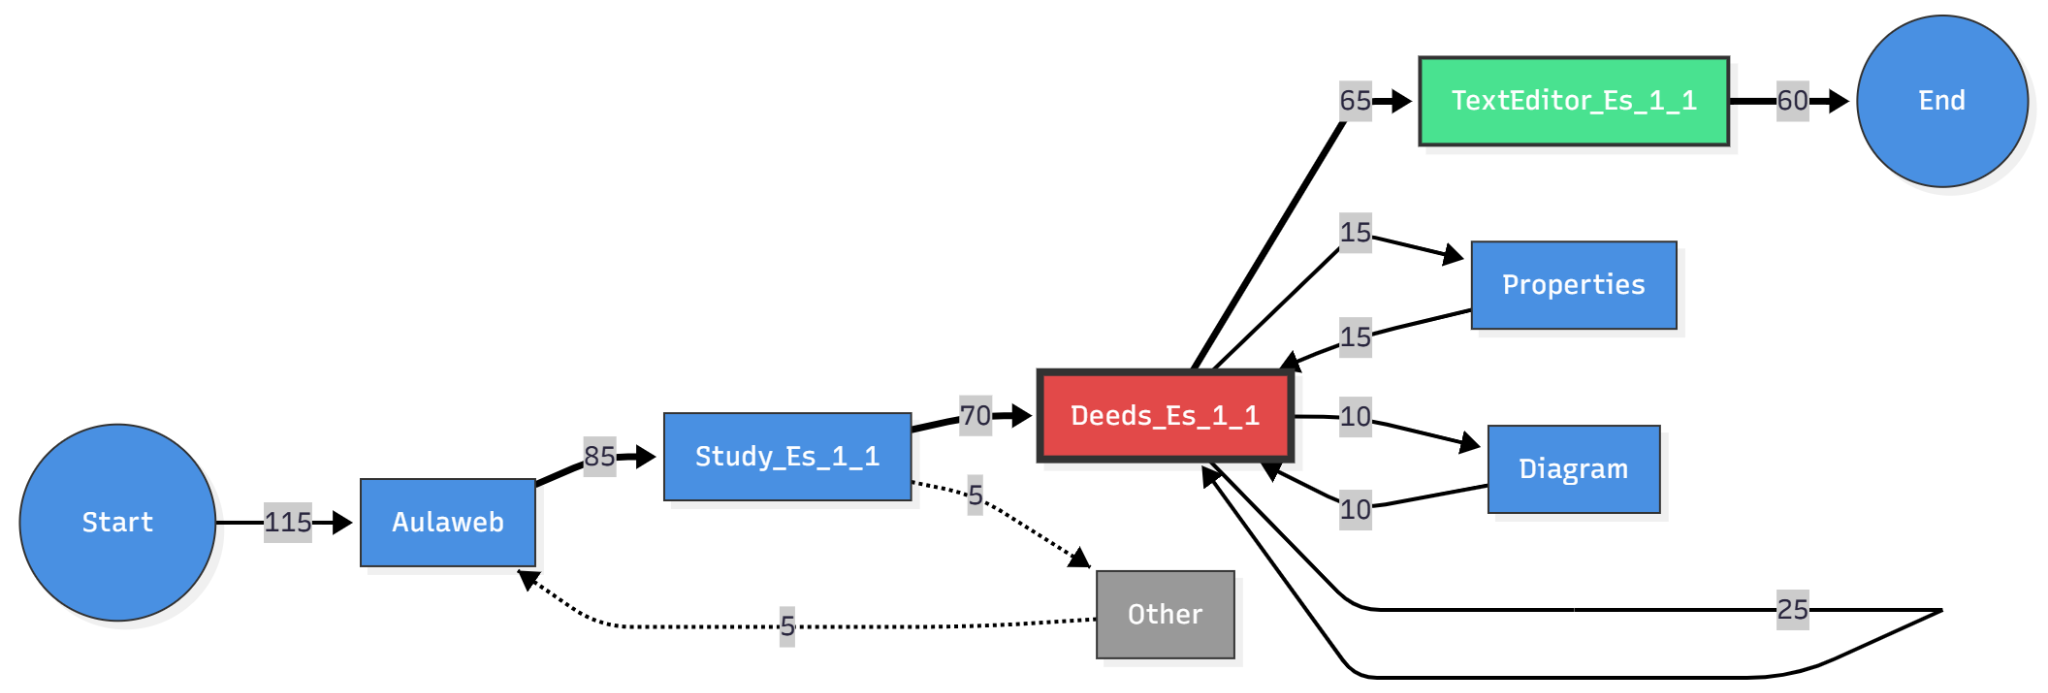 Start
115
Aulaweb
85
Study_Es_1_1
70
5
5
Other
Deeds_Es_1_1
65
TextEditor_Es_1_1
60
End
15
Properties
15
10
Diagram
10
25